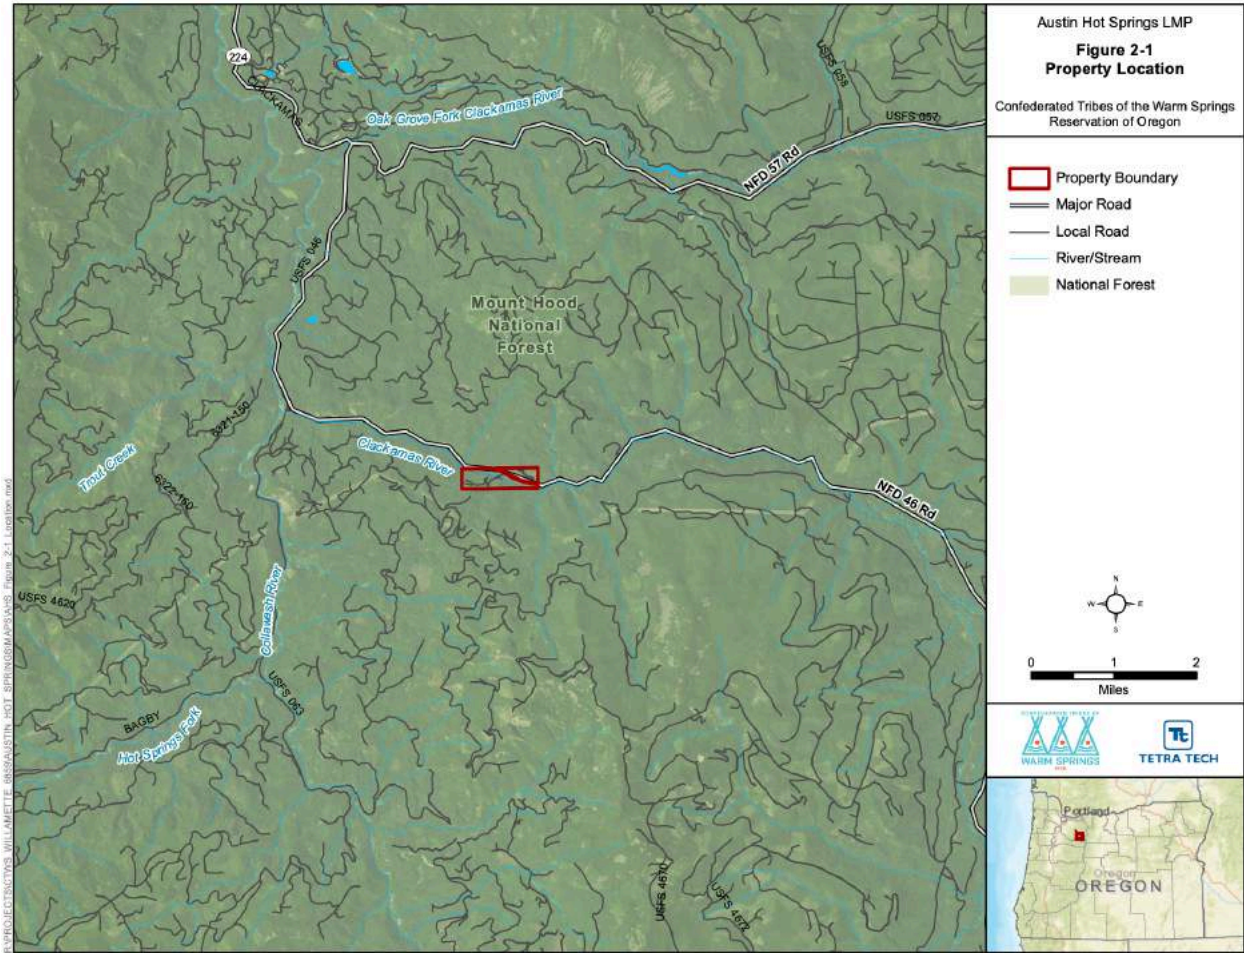 Austin Hot Springs LMP
Figure 2-1
Property Location
Confederated Tribes of the Warm Springs
Reservation of Oregon
Property Boundary
Major Road
Local Road
River/Stream
National Forest
N
W
E
S
0
1
2
Miles
WARM SPRINGS
TETRA TECH
Portland
Oregon
OREGON
224
CLACKAMAS
Oak Grove Fork Clackamas River
USFS 058
USFS 057
NFD 57 Rd
USFS 046
Mount Hood
National
Forest
6321-150
Clackamas River
Trout Creek
6322-160
NFD 46 Rd
USFS 4620
Collawash River
USFS 063
BAGBY
Hot Springs Fork
USFS 4670
USFS 4672